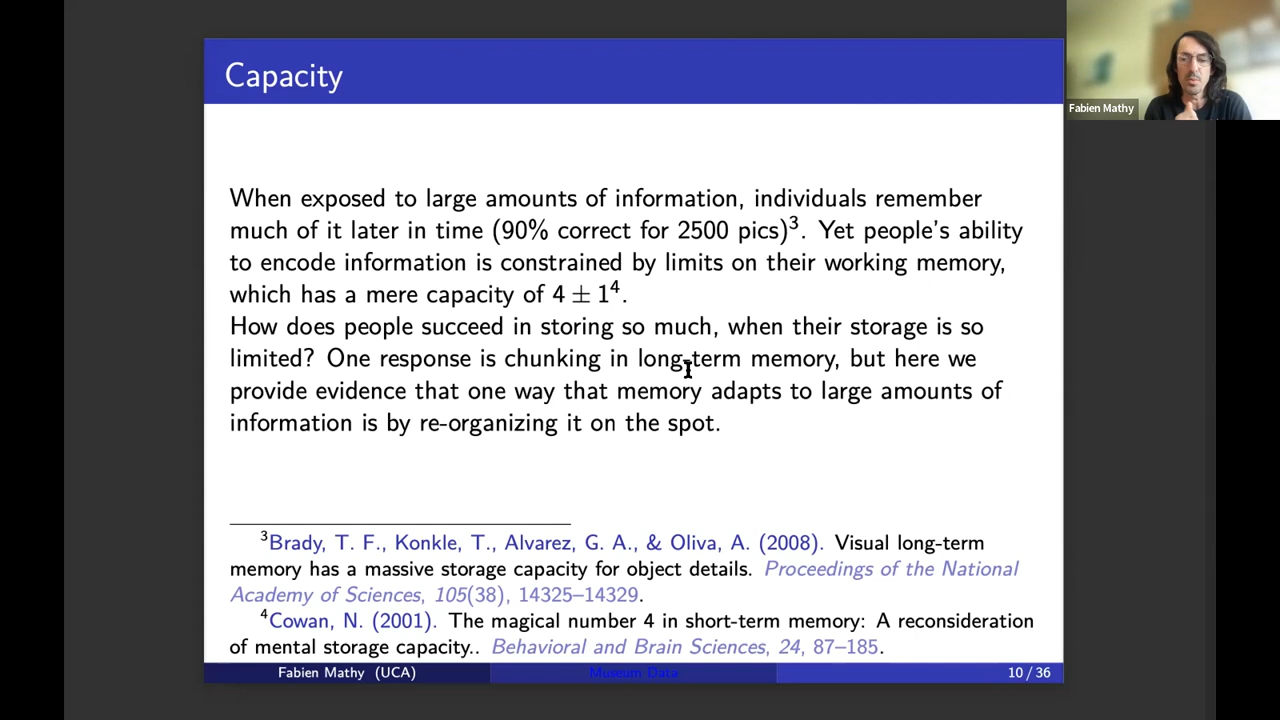 Capacity
Fabien Mathy
When exposed to large amounts of information, individuals remember
much of it later in time (90% correct for 2500 pics)³. Yet people's ability
to encode information is constrained by limits on their working memory,
which has a mere capacity of 4 ± 1⁴.
How does people succeed in storing so much, when their storage is so
limited? One response is chunking in long-term memory, but here we
provide evidence that one way that memory adapts to large amounts of
information is by re-organizing it on the spot.
³Brady, T. F., Konkle, T., Alvarez, G. A., & Oliva, A. (2008). Visual long-term
memory has a massive storage capacity for object details. Proceedings of the National
Academy of Sciences, 105(38), 14325–14329.
⁴Cowan, N. (2001). The magical number 4 in short-term memory: A reconsideration
of mental storage capacity.. Behavioral and Brain Sciences, 24, 87–185.
Fabien Mathy (UCA) Museum Data 10 / 36